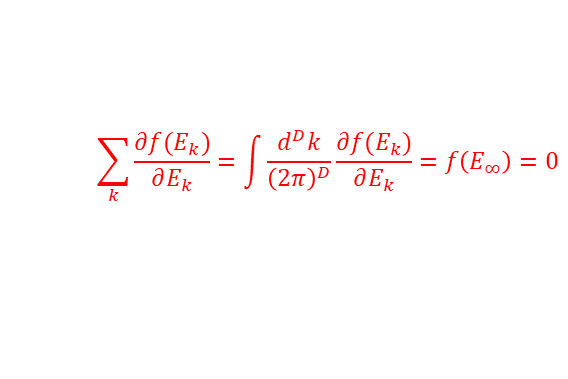 ∑_k ∂f(E_k)/∂E_k = ∫ d^D k/(2π)^D ∂f(E_k)/∂E_k = f(E_∞) = 0